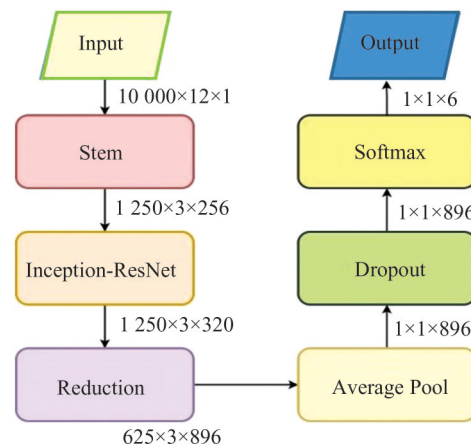 Input
10 000×12×1
Stem
1 250×3×256
Inception-ResNet
1 250×3×320
Reduction
625×3×896
Average Pool
1×1×896
Dropout
1×1×896
Softmax
1×1×6
Output